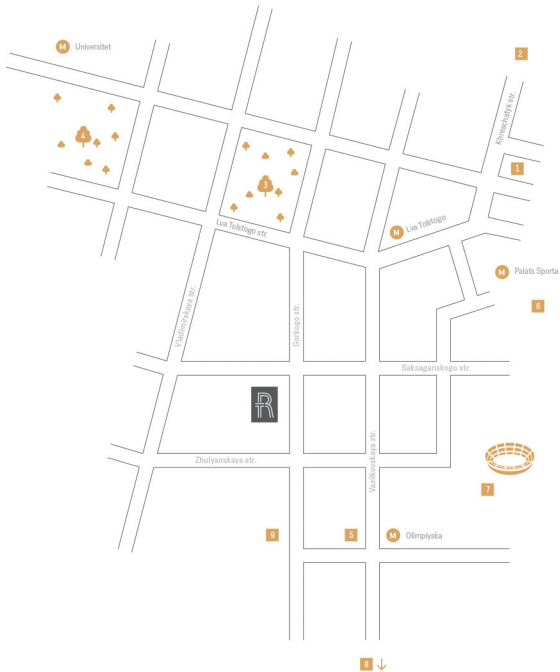 M Universitet
2
Khreschatyk str.
4
1
3
Lva Tolstogo str.
M Lva Tolstogo
M Palats Sporta
6
Vladimirskaya str.
Gorkogo str.
Saksaganskogo str.
R
Zhulyanskaya str.
Vasilkovskaya str.
7
9
5
M Olimpiyska
8